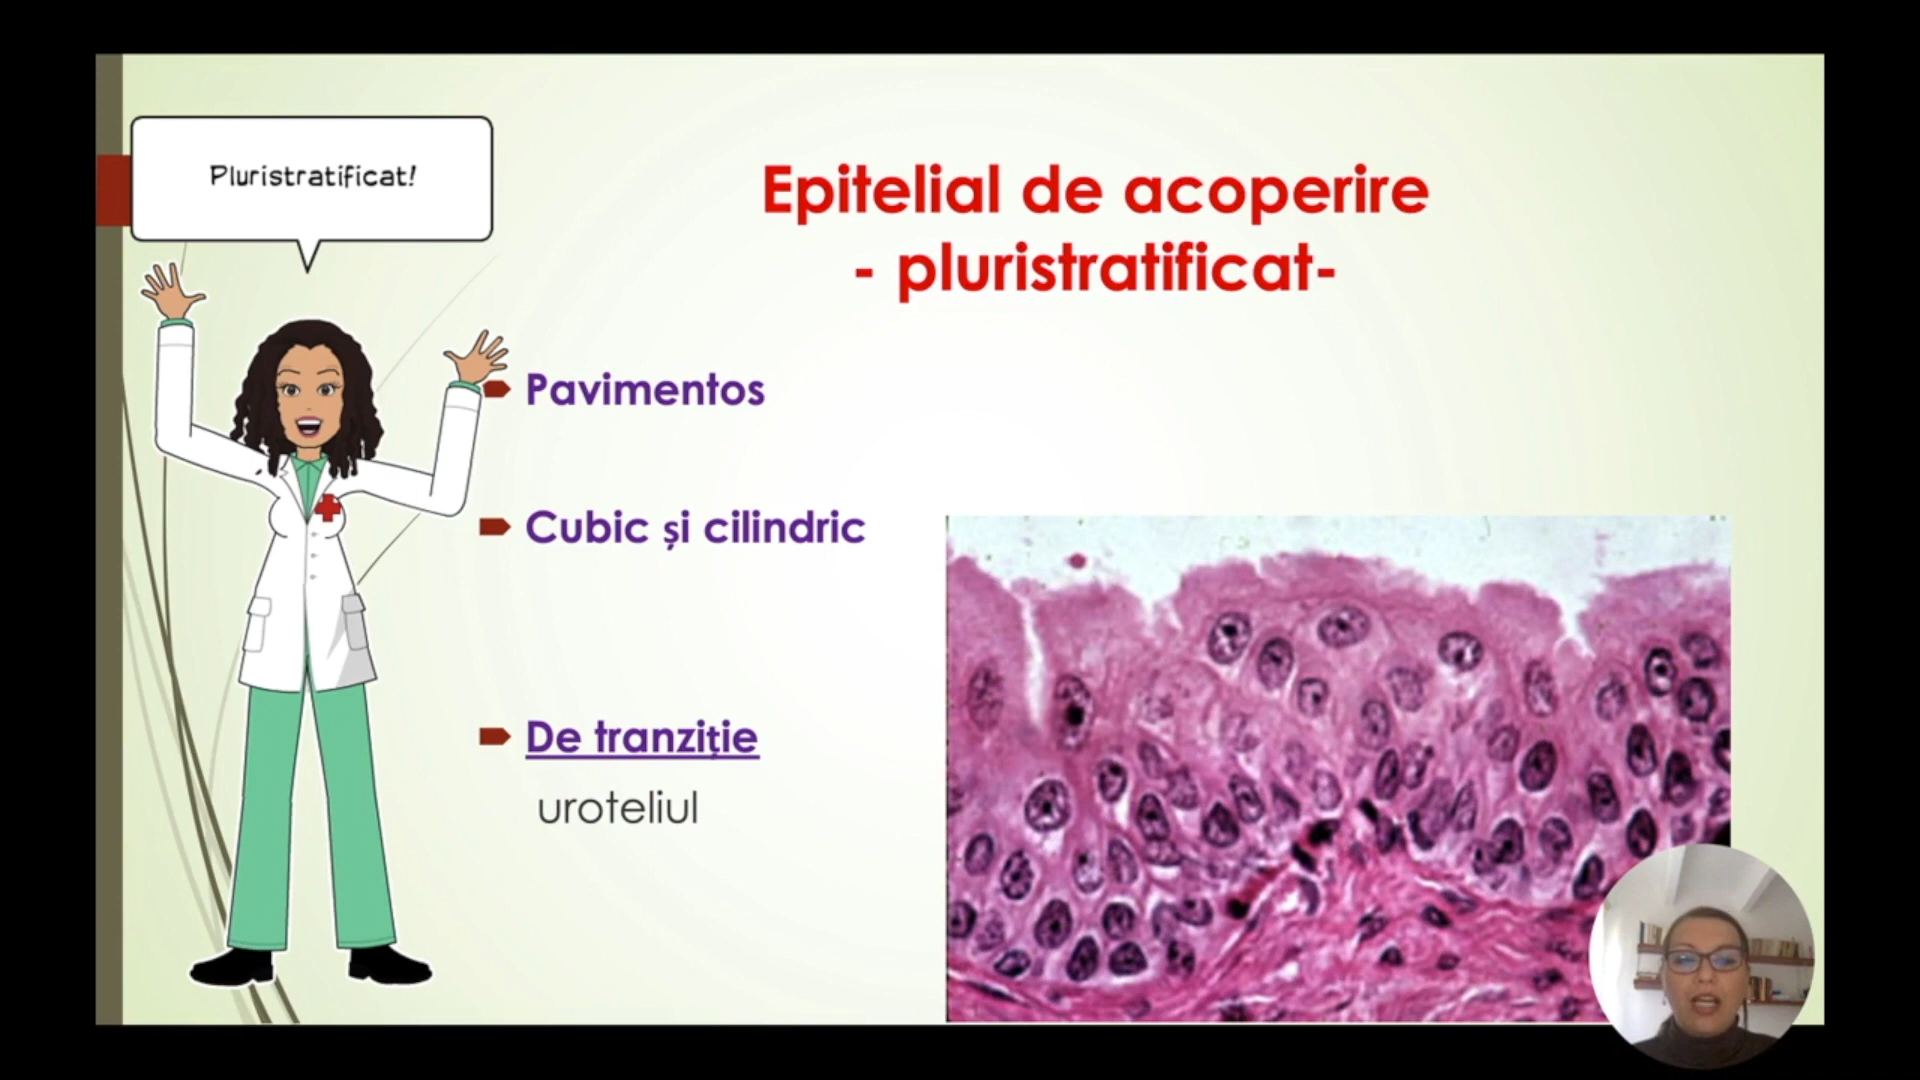 Pluristratificat!
Epitelial de acoperire
- pluristratificat-
Pavimentos
Cubic și cilindric
De tranziție
uroteliul